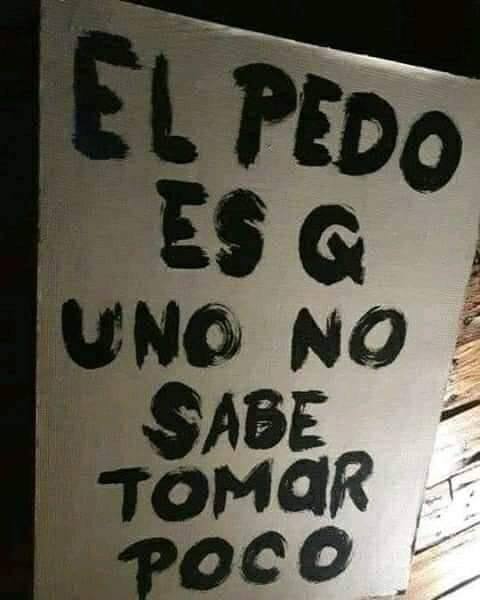 EL PEDO
ES Q
UNO NO
SABE
TOMAR
POCO